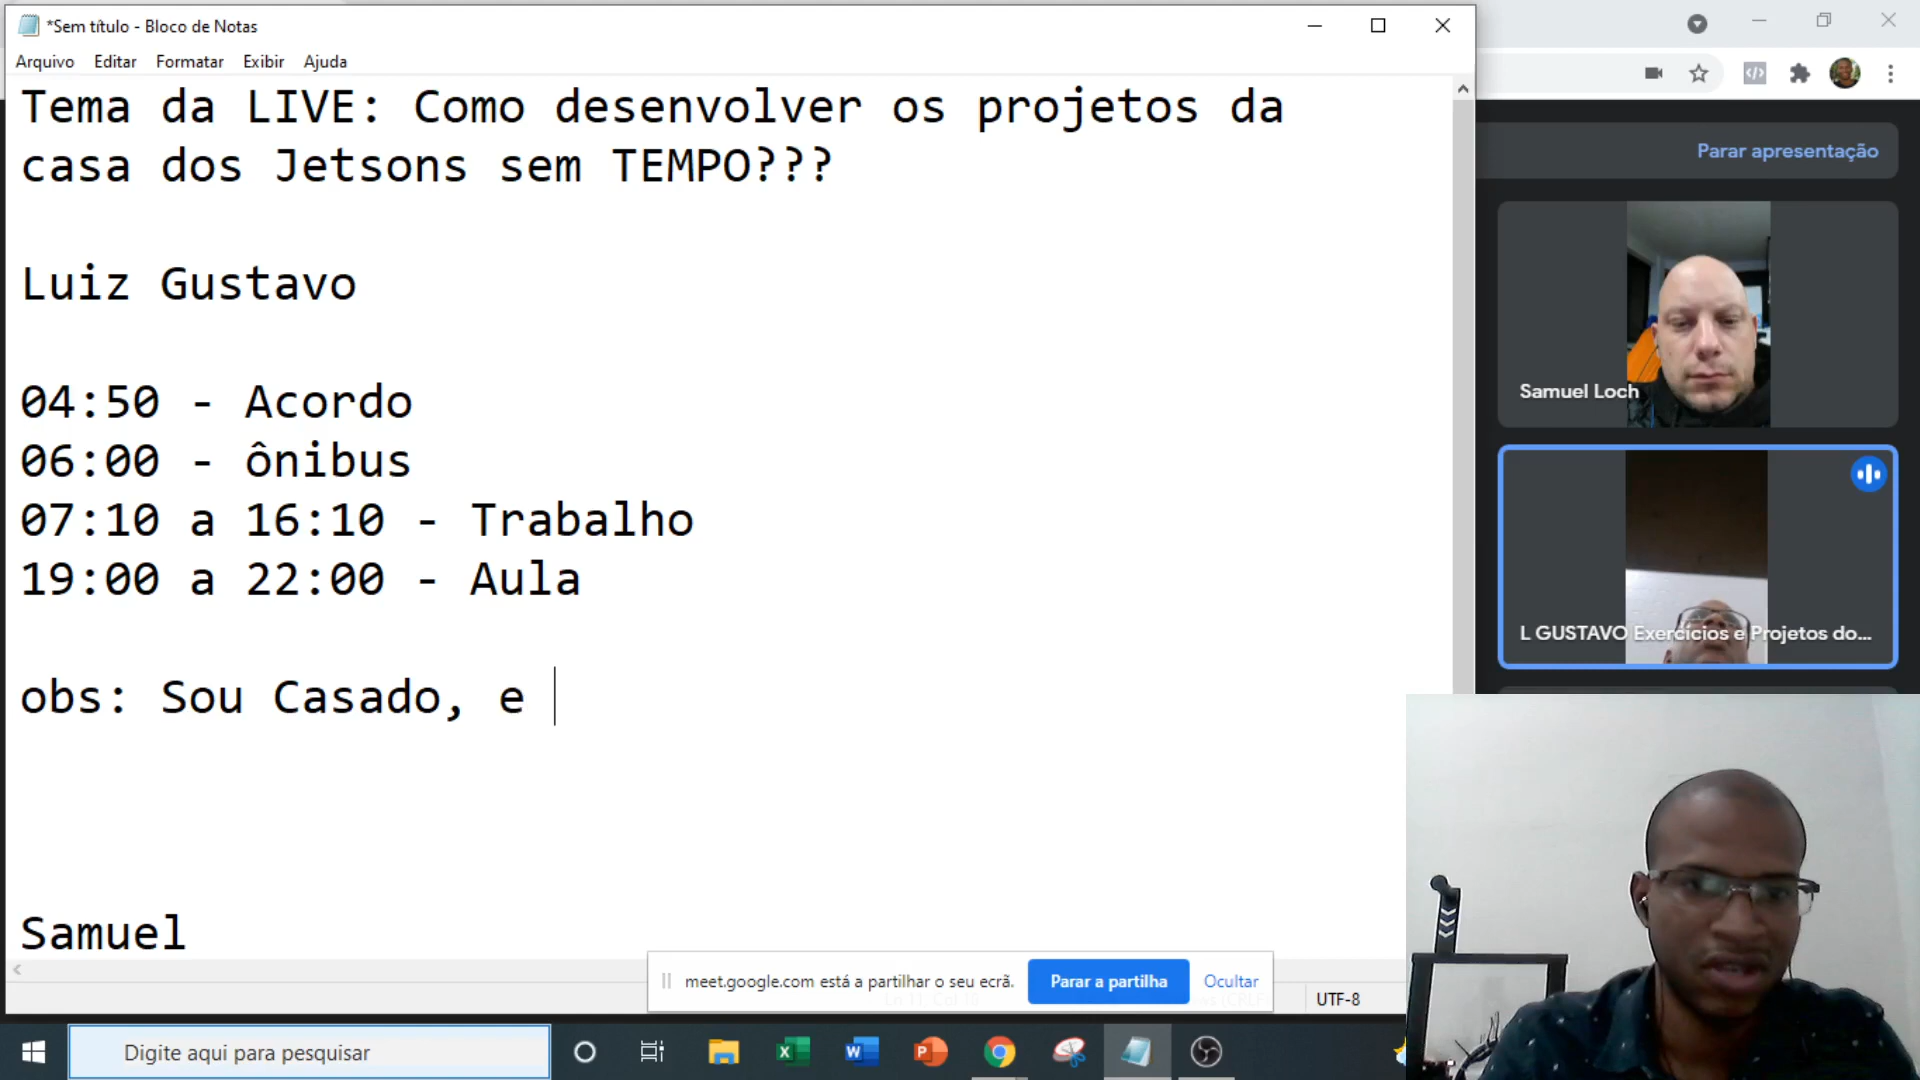 *Sem título - Bloco de Notas
Arquivo Editar Formatar Exibir Ajuda
Tema da LIVE: Como desenvolver os projetos da
casa dos Jetsons sem TEMPO???
Luiz Gustavo
04:50 - Acordo
06:00 - ônibus
07:10 a 16:10 - Trabalho
19:00 a 22:00 - Aula
obs: Sou Casado, e
Samuel
Parar apresentação
Samuel Loch
L GUSTAVO Exercícios e Projetos do...
meet.google.com está a partilhar o seu ecrã.
Parar a partilha
Ocultar
UTF-8
Digite aqui para pesquisar